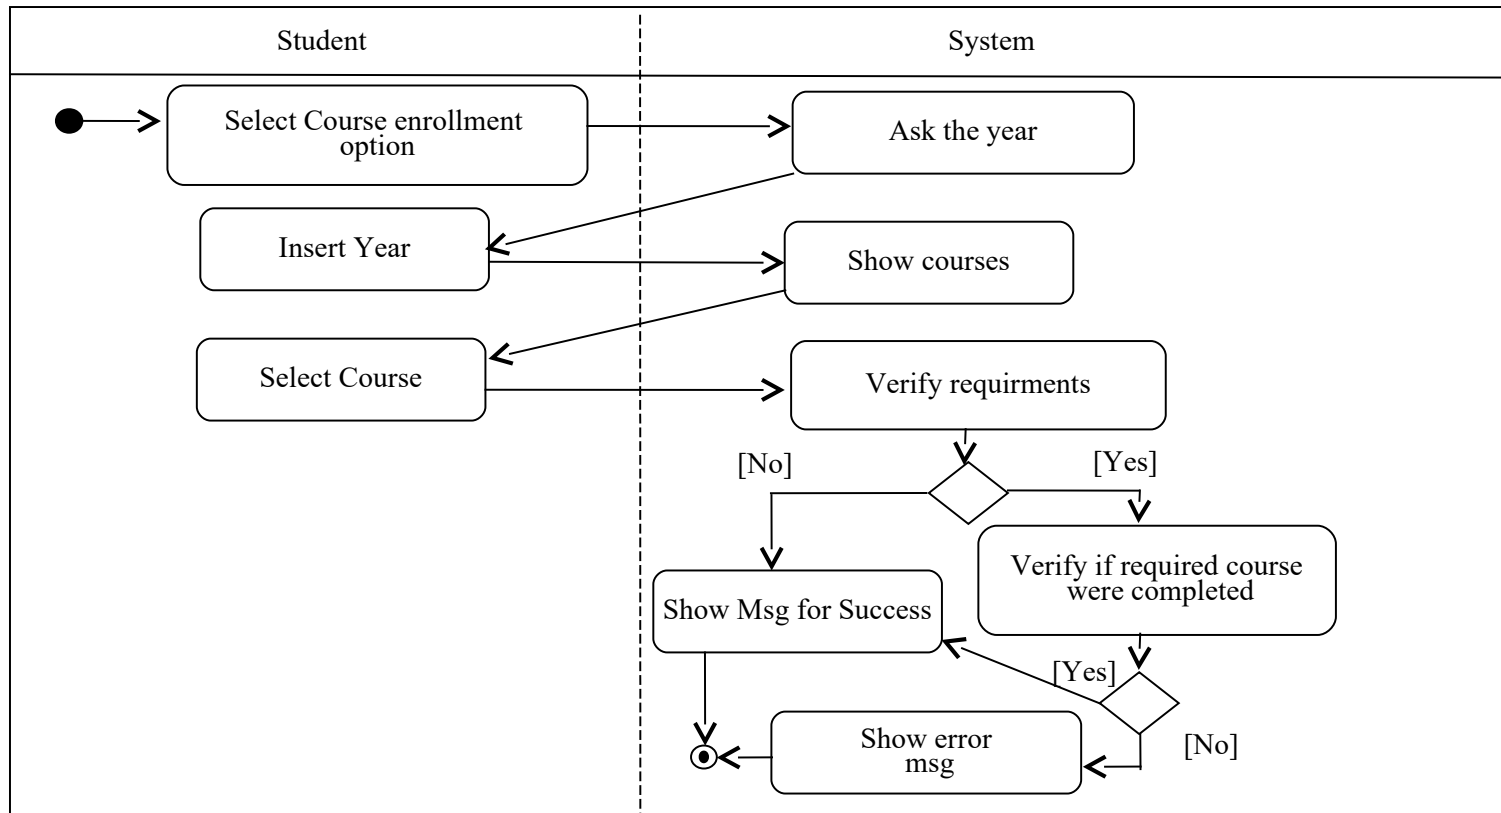 Student
System
Select Course enrollment
option
Ask the year
Insert Year
Show courses
Select Course
Verify requirments
[No]
[Yes]
Verify if required course
were completed
Show Msg for Success
[Yes]
[No]
Show error
msg